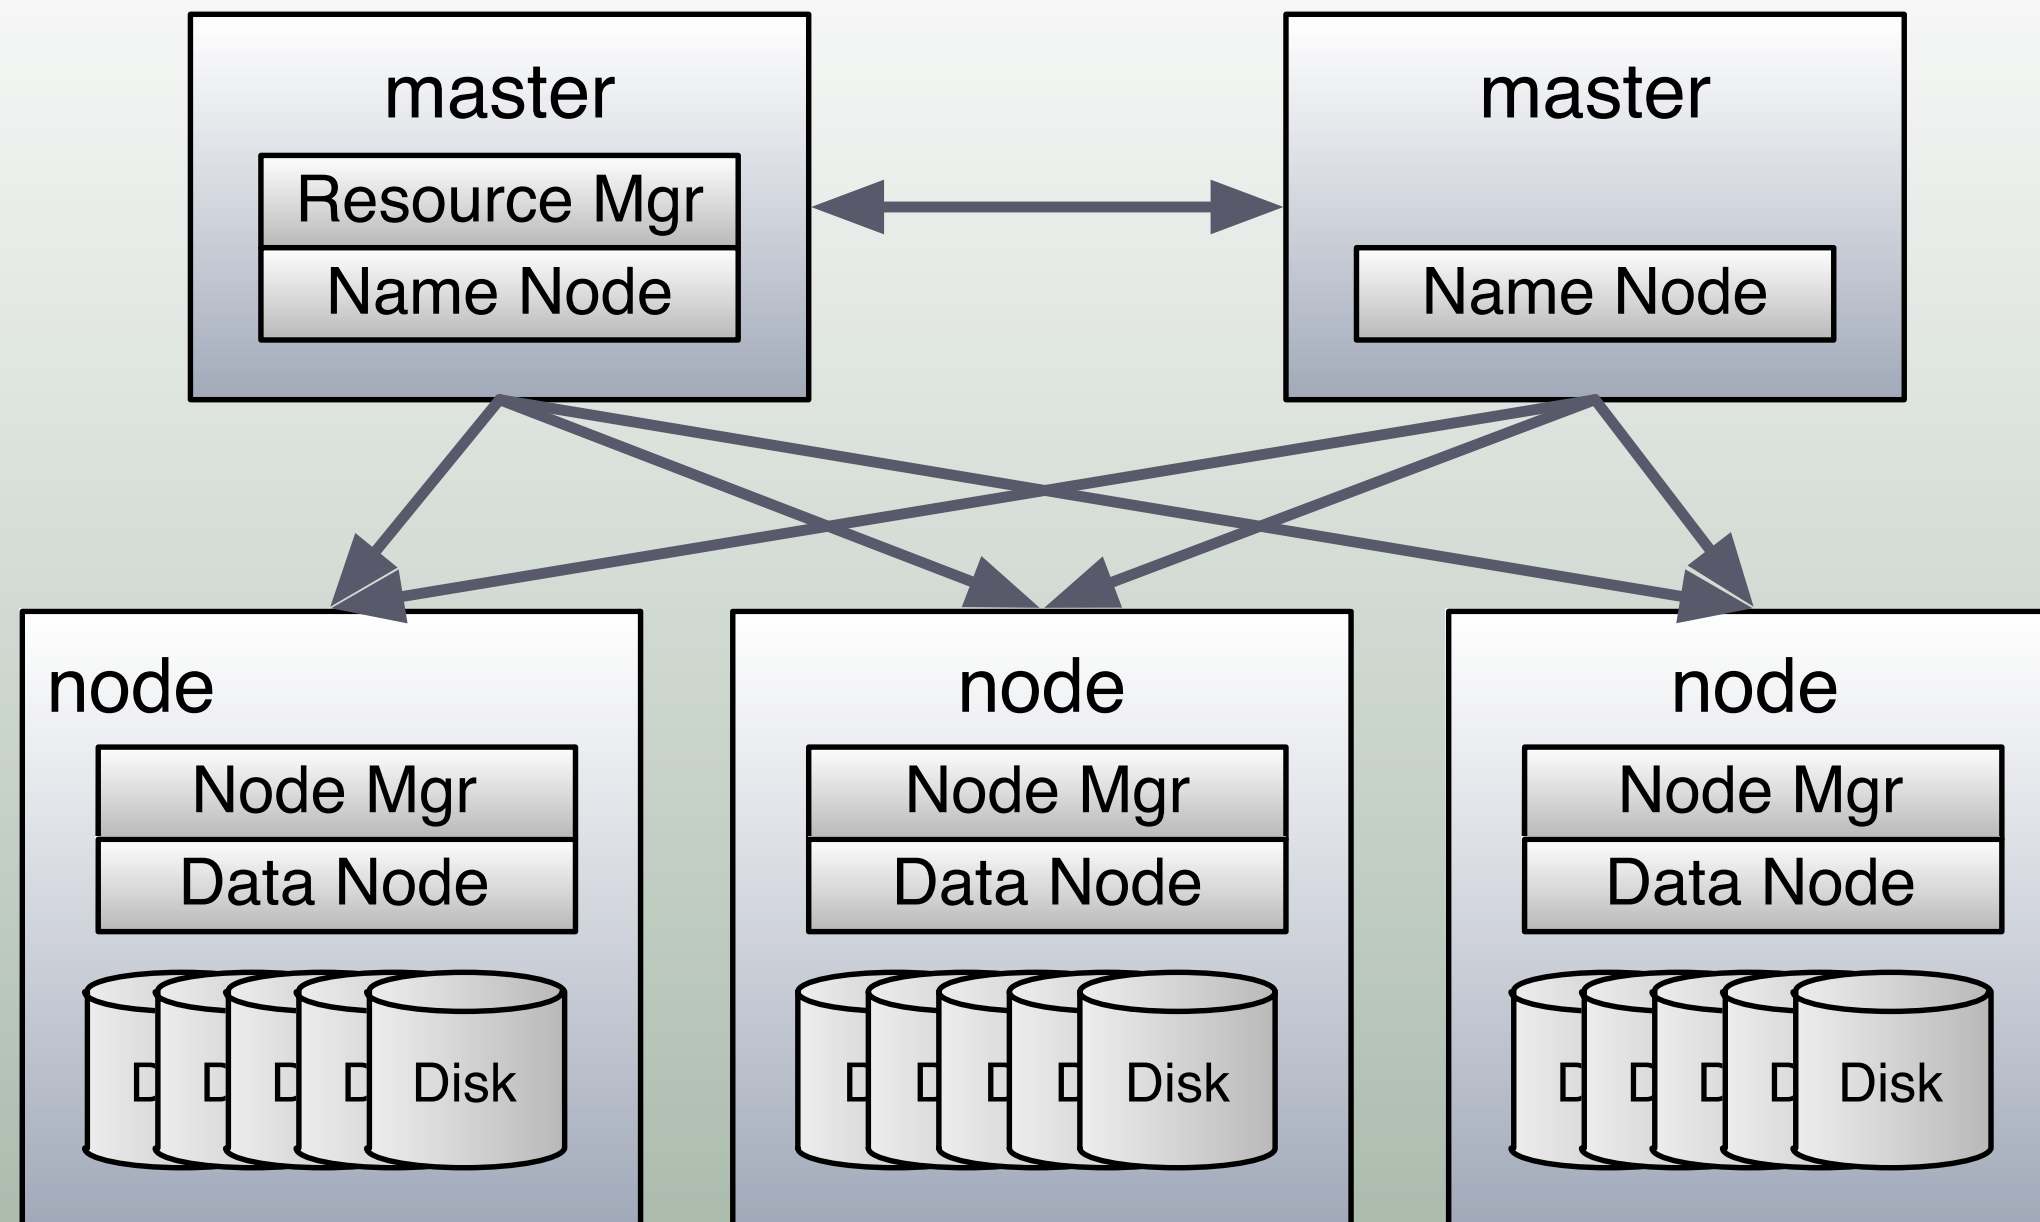 master
Resource Mgr
Name Node
master
Name Node
node
Node Mgr
Data Node
D D D D Disk
node
Node Mgr
Data Node
D D D D Disk
node
Node Mgr
Data Node
D D D D Disk